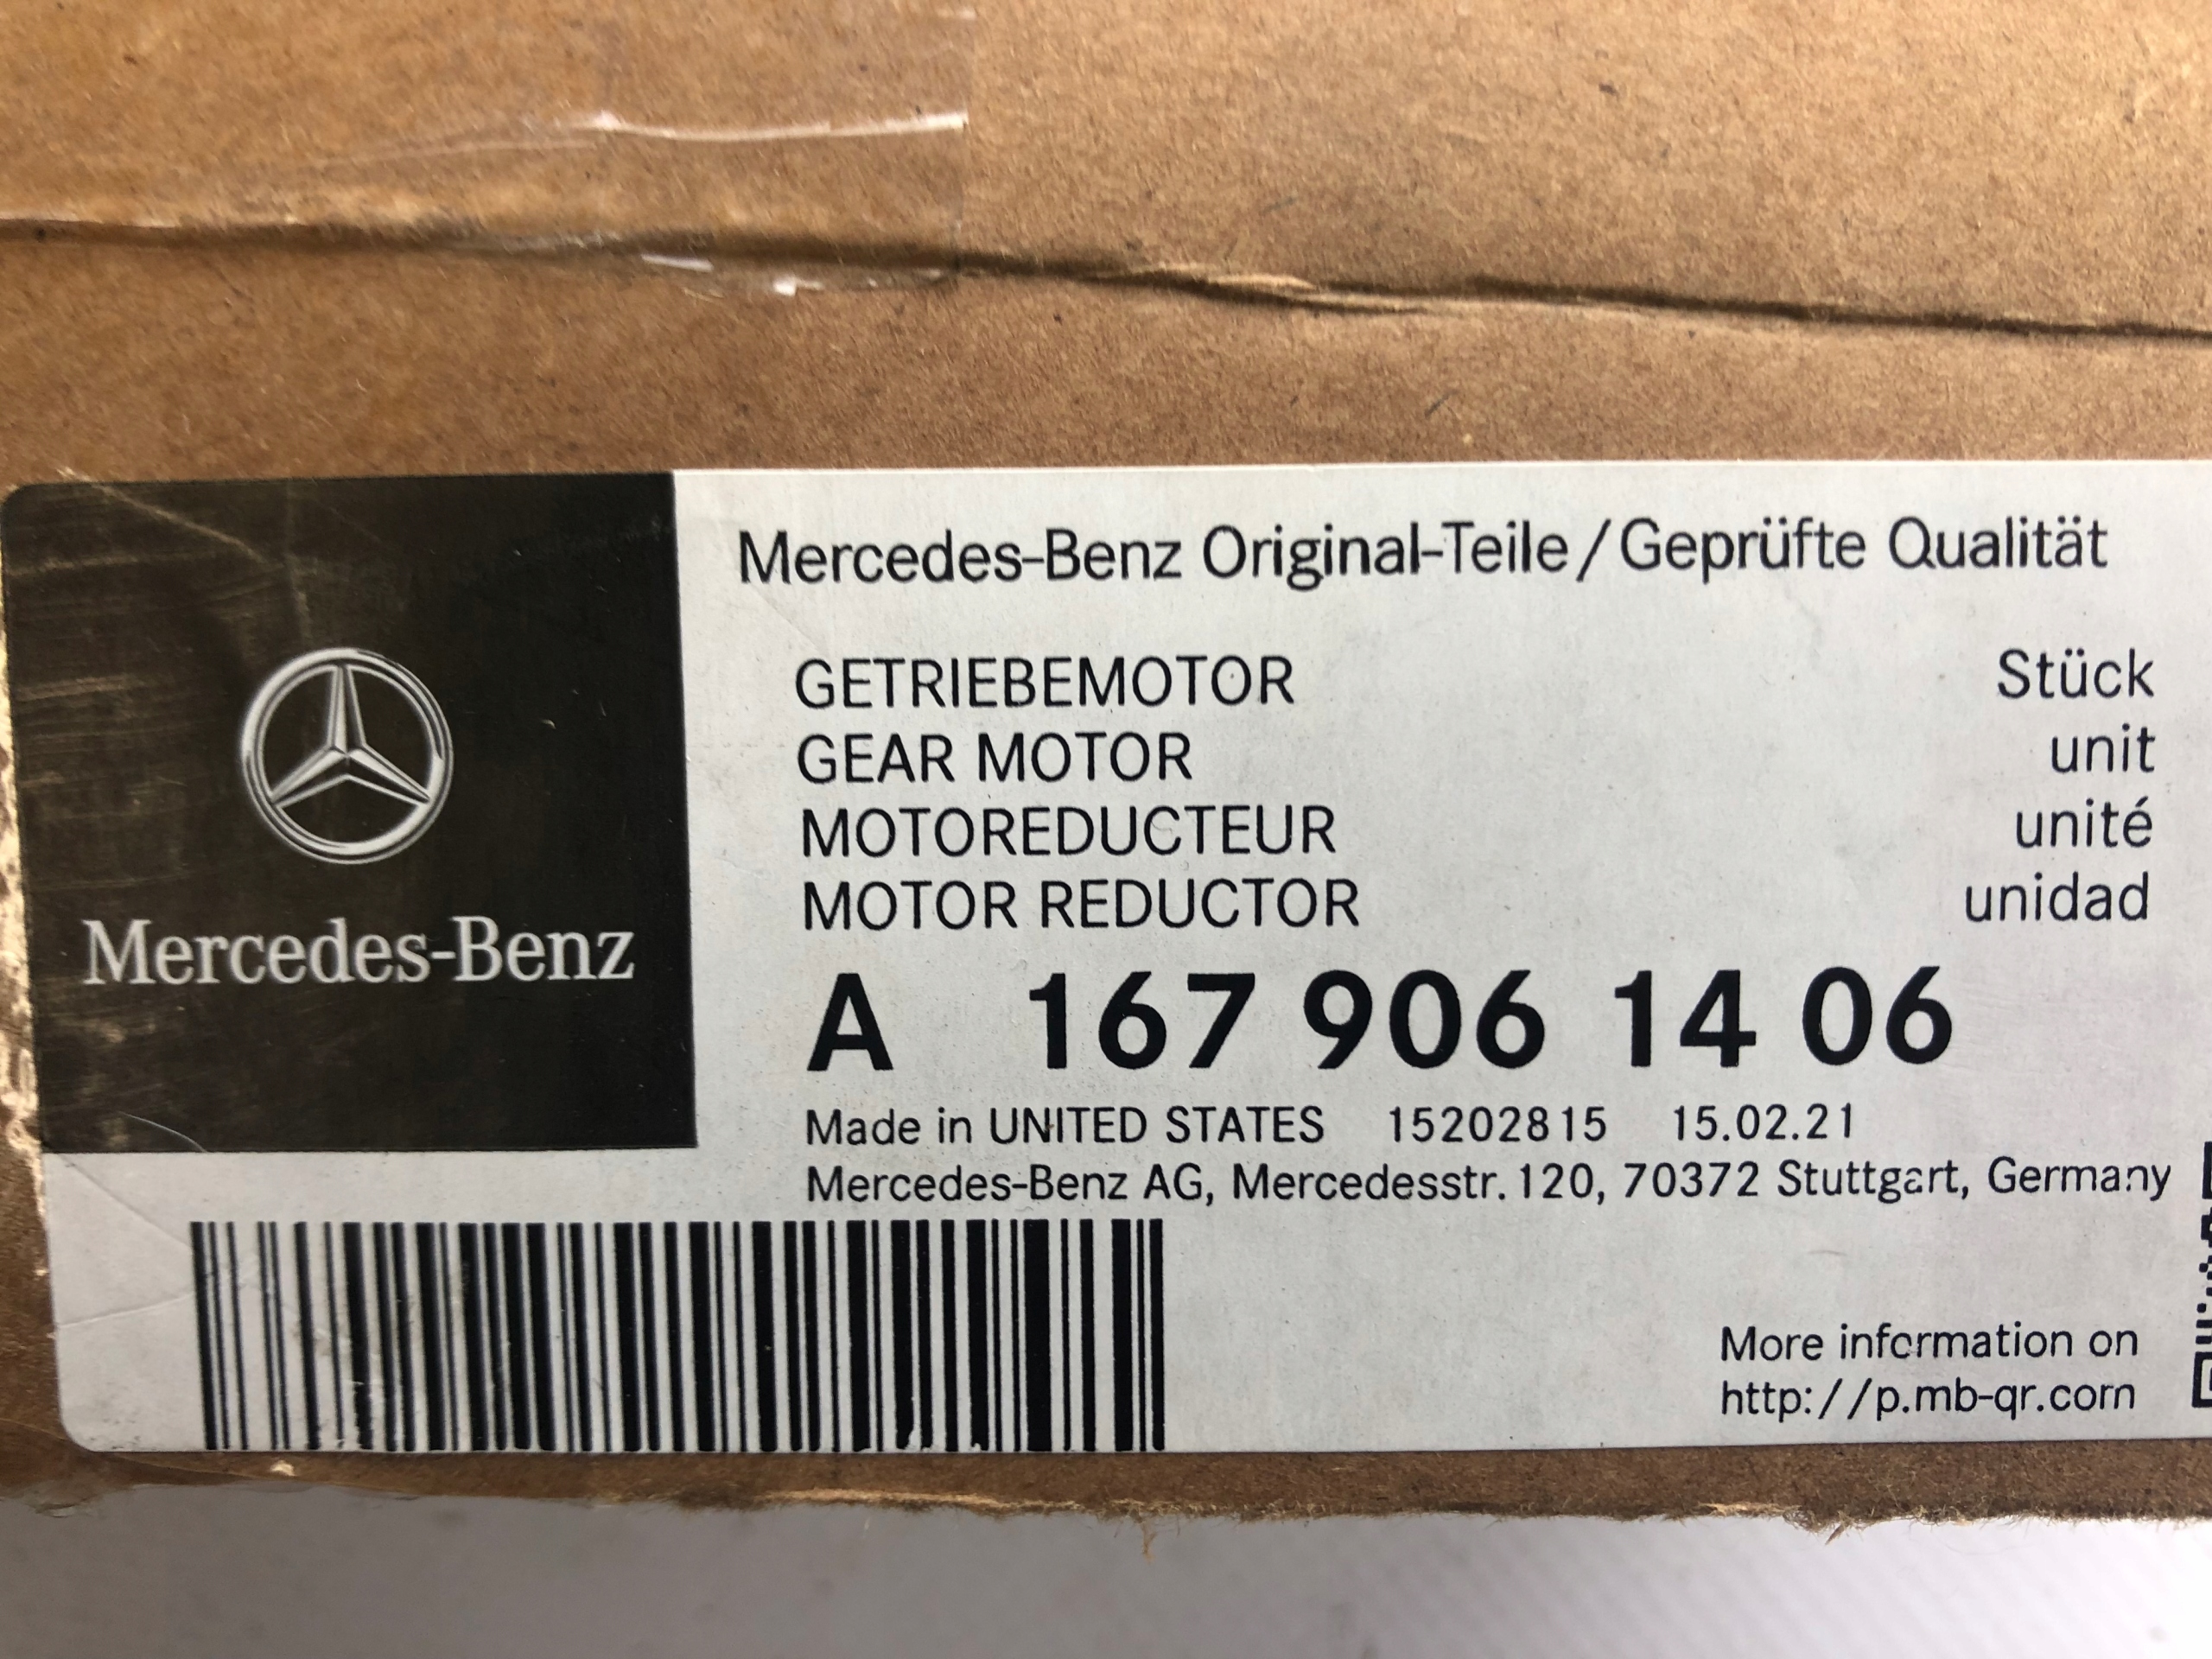 Mercedes-Benz
Mercedes-Benz Original-Teile/Geprüfte Qualität
GETRIEBEMOTOR Stück
GEAR MOTOR unit
MOTOREDUCTEUR unité
MOTOR REDUCTOR unidad
A 167 906 14 06
Made in UNITED STATES 15202815 15.02.21
Mercedes-Benz AG, Mercedesstr. 120, 70372 Stuttgart, Germany
More information on
http://p.mb-qr.com